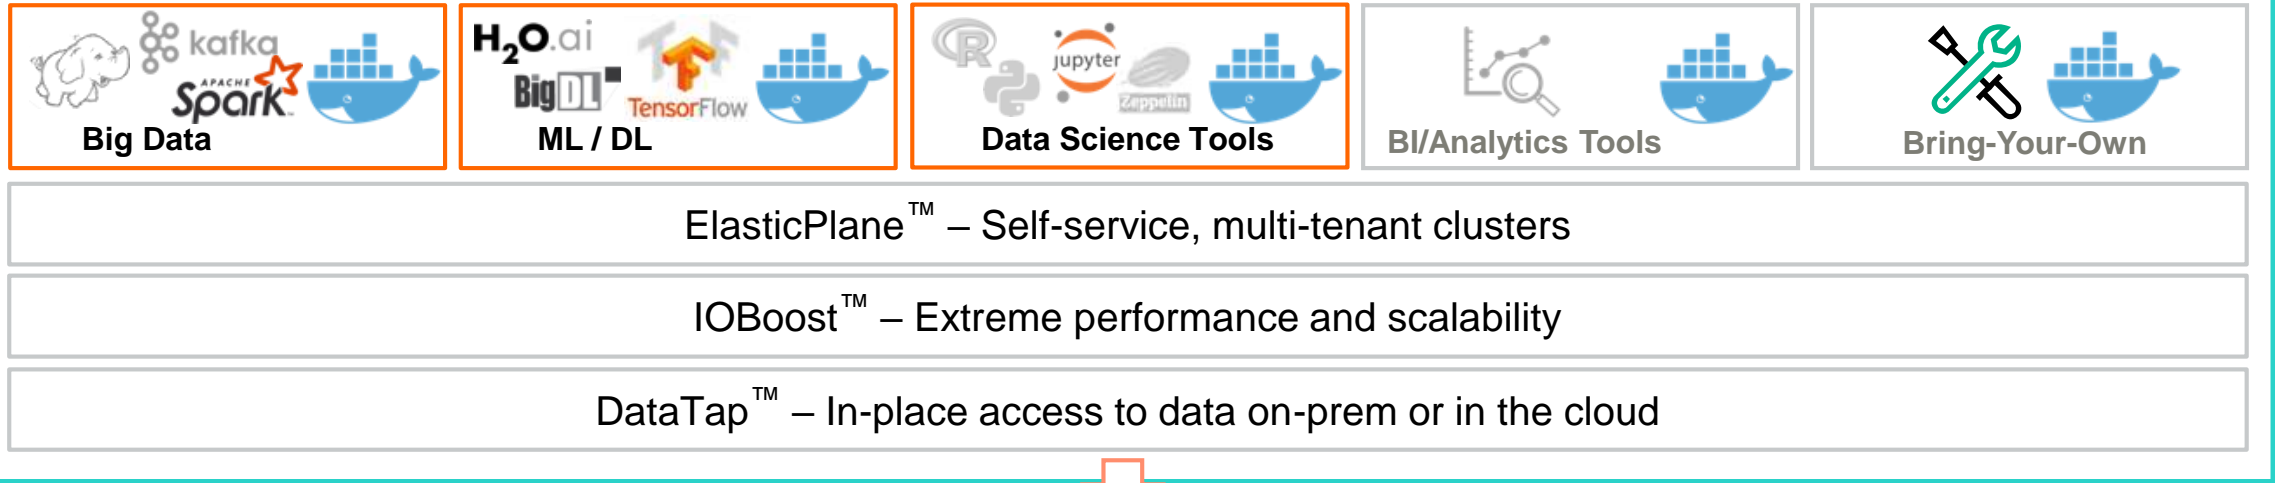 kafka
APACHE
Spark
Big Data
H2O.ai
BigDL
TensorFlow
ML / DL
R
jupyter
Zeppelin
Data Science Tools
BI/Analytics Tools
Bring-Your-Own
ElasticPlane™ – Self-service, multi-tenant clusters
IOBoost™ – Extreme performance and scalability
DataTap™ – In-place access to data on-prem or in the cloud